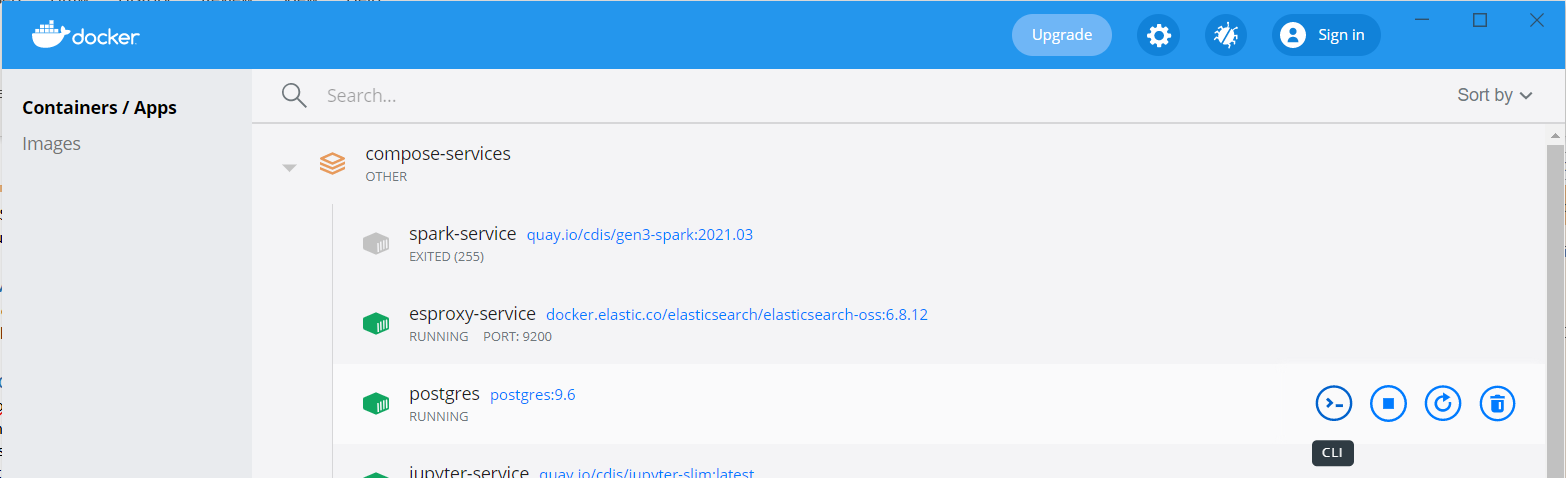 docker
Upgrade
Sign in
Containers / Apps
Images
Search...
Sort by
compose-services
OTHER
spark-service quay.io/cdis/gen3-spark:2021.03
EXITED (255)
esproxy-service docker.elastic.co/elasticsearch/elasticsearch-oss:6.8.12
RUNNING PORT: 9200
postgres postgres:9.6
RUNNING
CLI
jupyter-service quay.io/cdis/jupyter-slim:latest